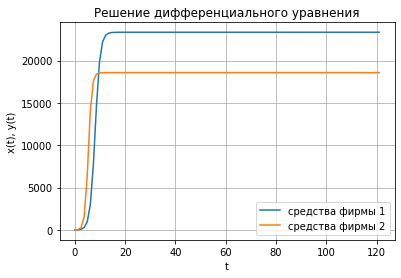 Решение дифференциального уравнения
x(t), y(t)
20000
15000
10000
5000
0
0 20 40 60 80 100 120
t
средства фирмы 1
средства фирмы 2